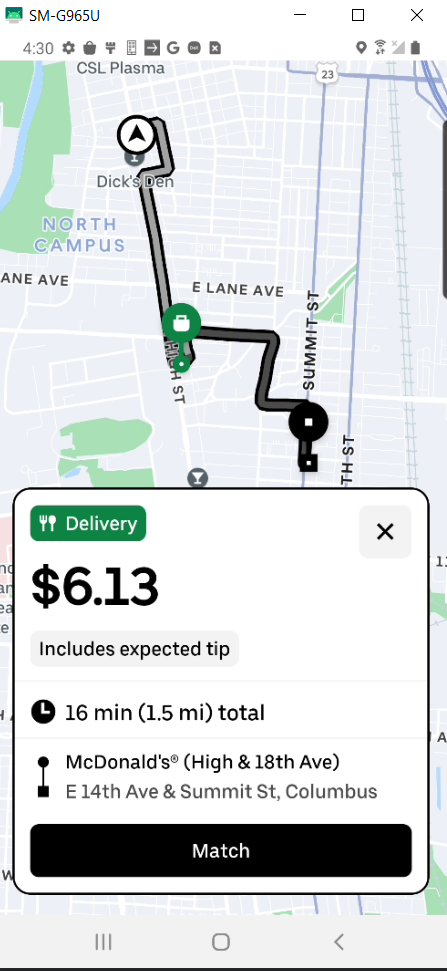 SM-G965U
4:30
CSL Plasma
23
Dick's Den
NORTH
CAMPUS
ANE AVE
E LANE AVE
SUMMIT ST
HIGH ST
TH ST
Delivery
$6.13
Includes expected tip
16 min (1.5 mi) total
McDonald's® (High & 18th Ave)
E 14th Ave & Summit St, Columbus
Match